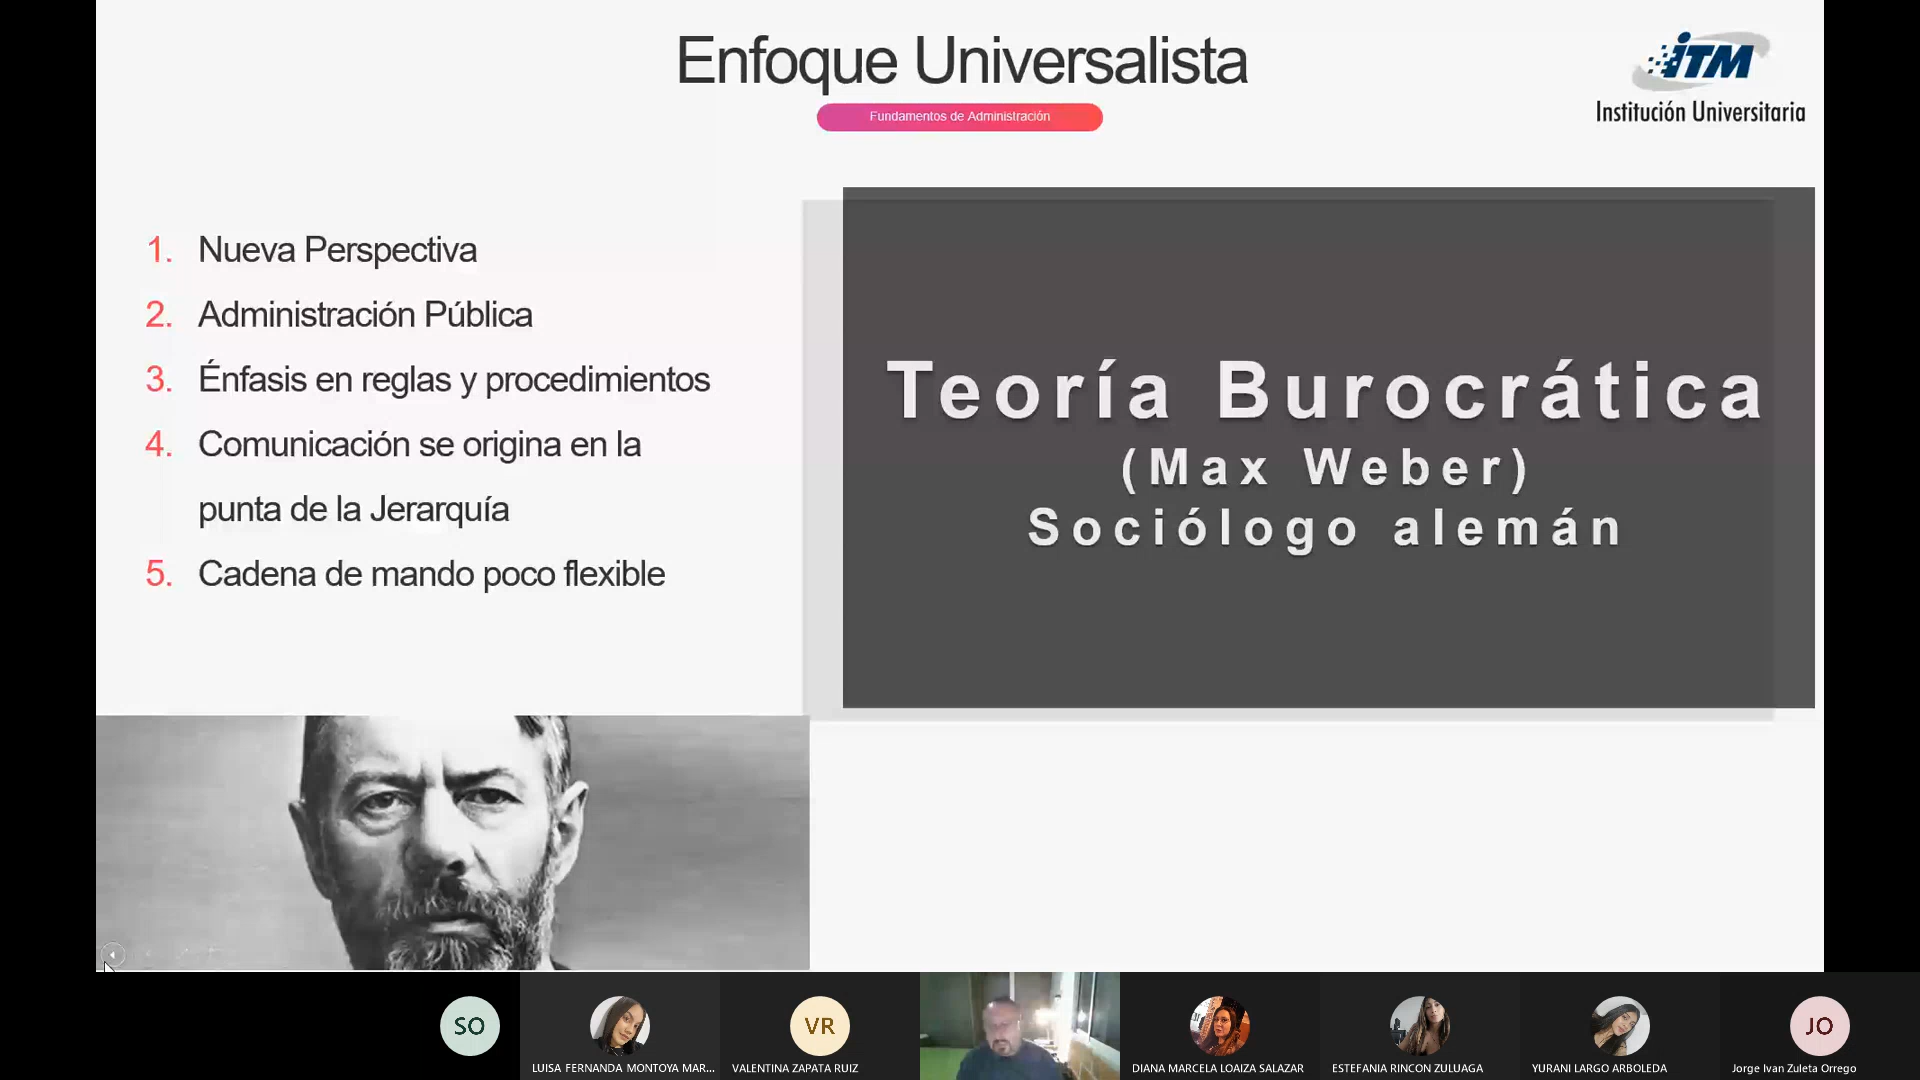 Enfoque Universalista
Fundamentos de Administración
iTM
Institución Universitaria
1. Nueva Perspectiva
2. Administración Pública
3. Énfasis en reglas y procedimientos
4. Comunicación se origina en la
punta de la Jerarquía
5. Cadena de mando poco flexible
Teoría Burocrática
(Max Weber)
Sociólogo alemán
SO
VR
JO
LUISA FERNANDA MONTOYA MAR...
VALENTINA ZAPATA RUIZ
DIANA MARCELA LOAIZA SALAZAR
ESTEFANIA RINCON ZULUAGA
YURANI LARGO ARBOLEDA
Jorge Ivan Zuleta Orrego